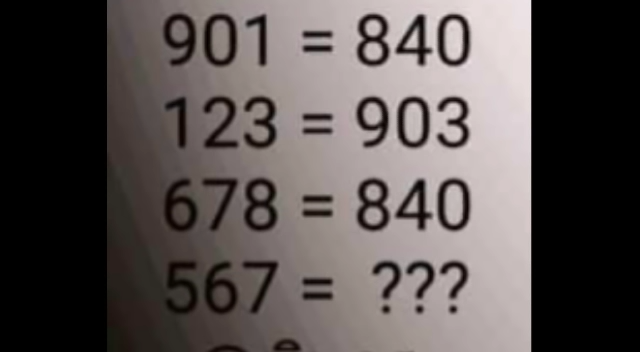 901 = 840
123 = 903
678 = 840
567 = ???